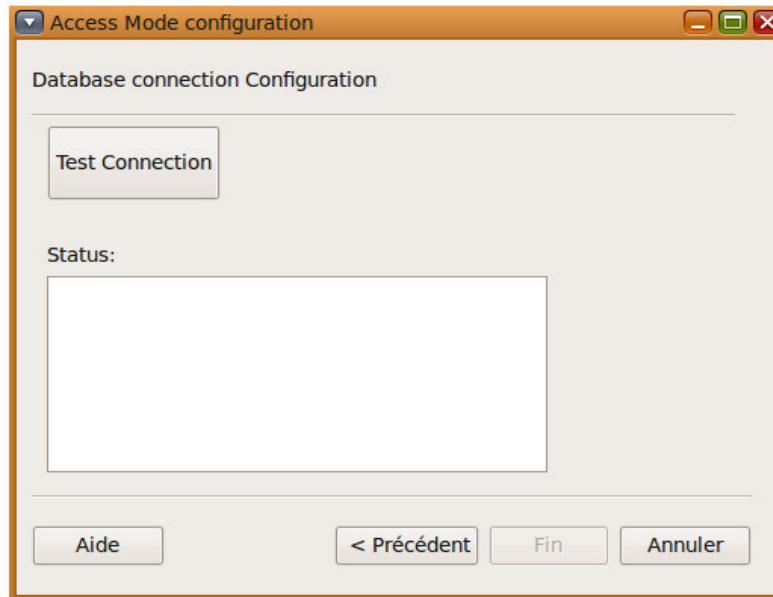 Access Mode configuration
Database connection Configuration
Test Connection
Status:
Aide
< Précédent
Fin
Annuler